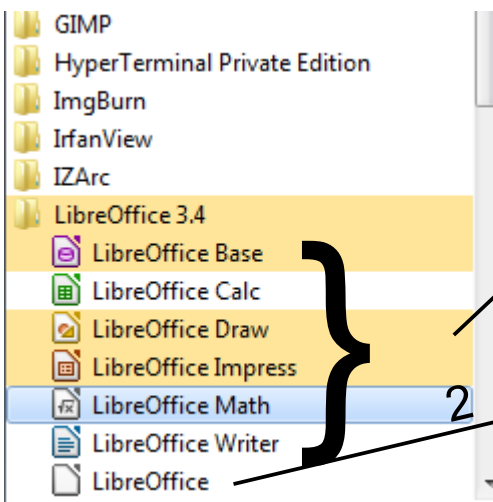 GIMP
HyperTerminal Private Edition
ImgBurn
IrfanView
IZArc
LibreOffice 3.4
LibreOffice Base
LibreOffice Calc
LibreOffice Draw
LibreOffice Impress
LibreOffice Math
2
LibreOffice Writer
LibreOffice